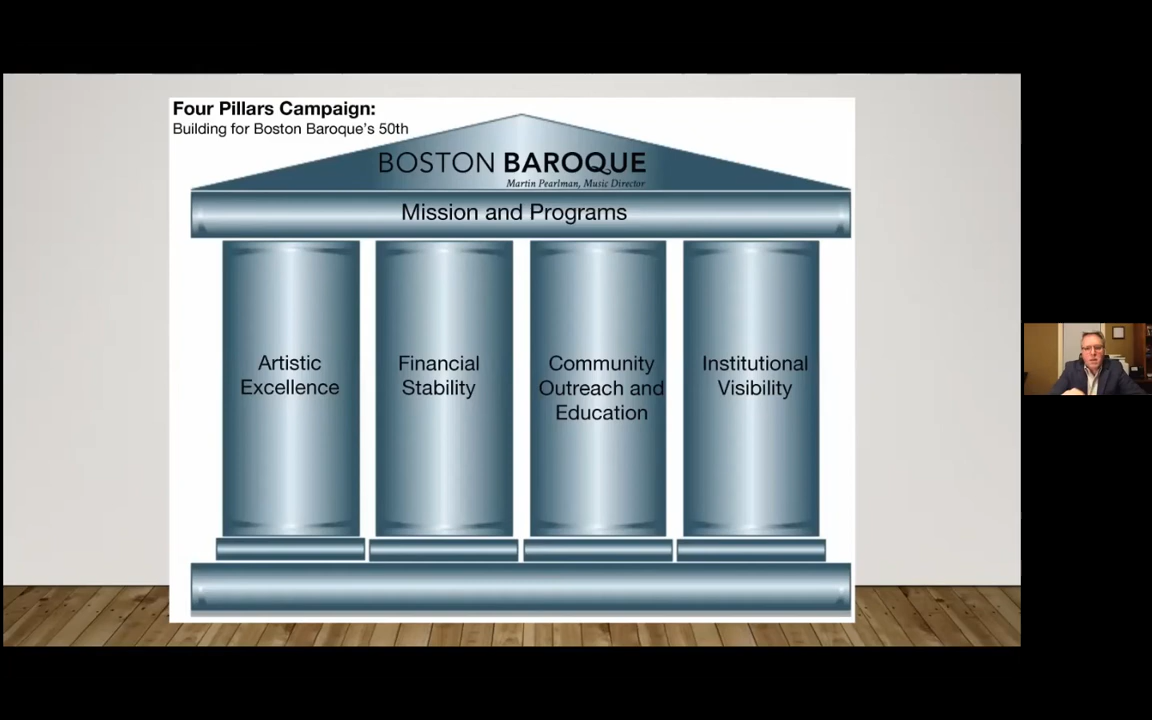 Four Pillars Campaign:
Building for Boston Baroque's 50th
BOSTON BAROQUE
Martin Pearlman, Music Director
Mission and Programs
Artistic
Excellence
Financial
Stability
Community
Outreach and
Education
Institutional
Visibility